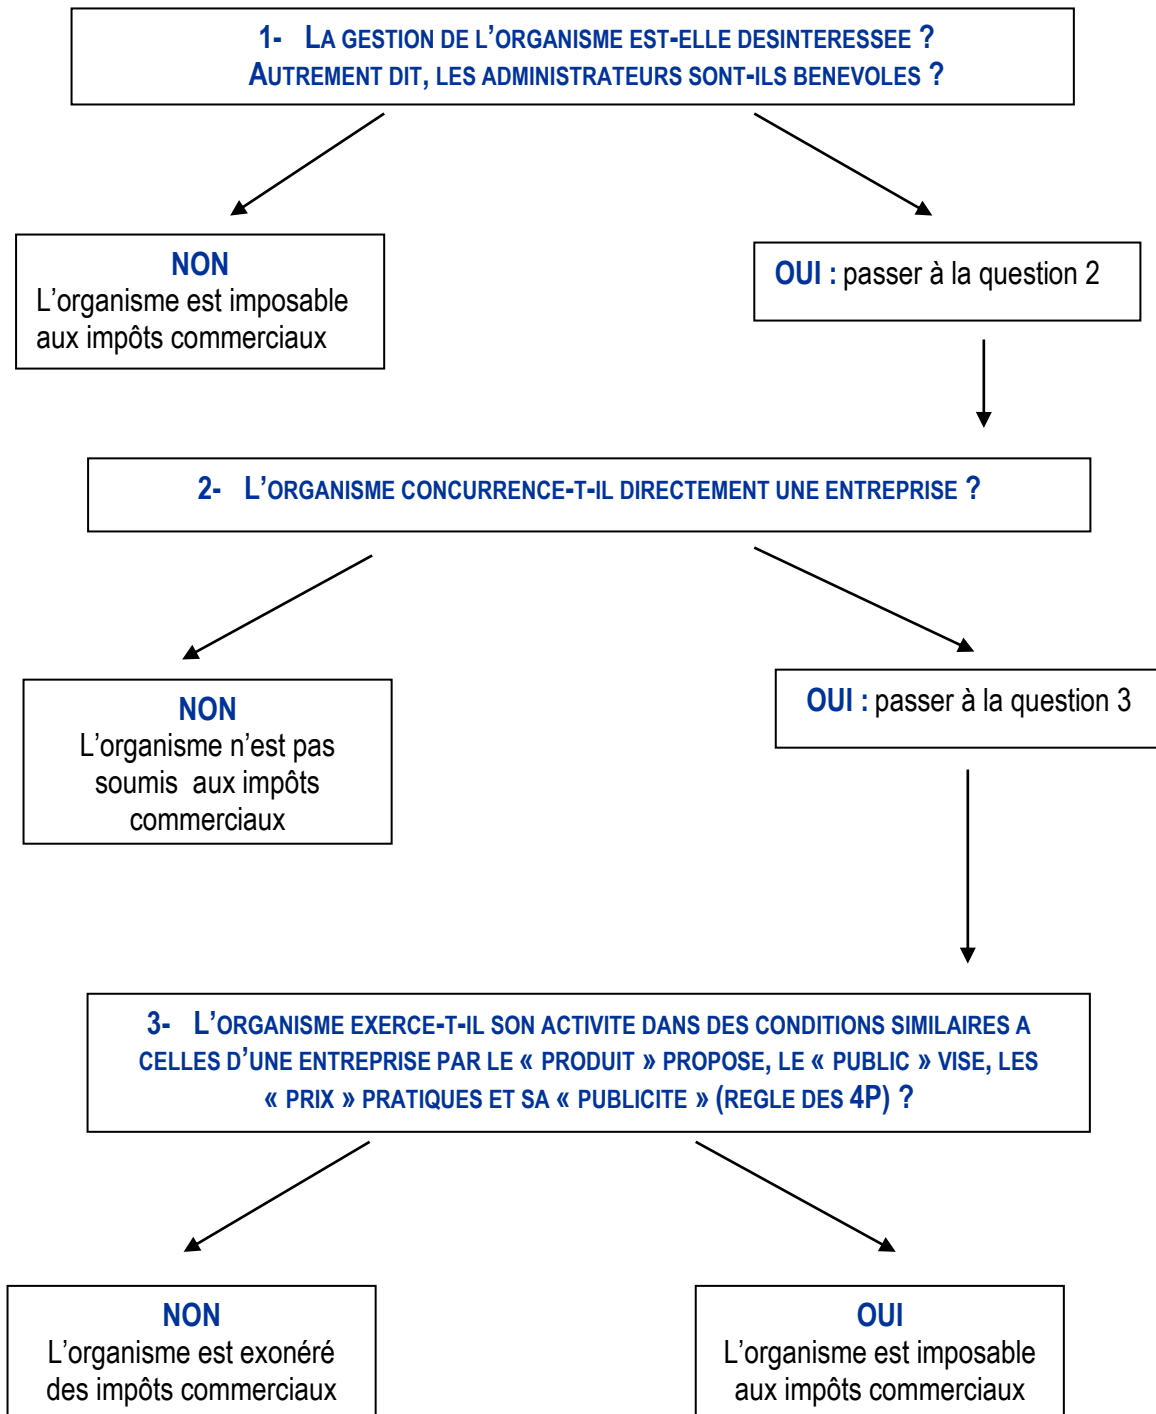 1- LA GESTION DE L'ORGANISME EST-ELLE DESINTERESSEE ?
AUTREMENT DIT, LES ADMINISTRATEURS SONT-ILS BENEVOLES ?
NON
L'organisme est imposable
aux impôts commerciaux
OUI : passer à la question 2
2- L'ORGANISME CONCURRENCE-T-IL DIRECTEMENT UNE ENTREPRISE ?
NON
L'organisme n'est pas
soumis aux impôts
commerciaux
OUI : passer à la question 3
3- L'ORGANISME EXERCE-T-IL SON ACTIVITE DANS DES CONDITIONS SIMILAIRES A
CELLES D'UNE ENTREPRISE PAR LE « PRODUIT » PROPOSE, LE « PUBLIC » VISE, LES
« PRIX » PRATIQUES ET SA « PUBLICITE » (REGLE DES 4P) ?
NON
L'organisme est exonéré
des impôts commerciaux
OUI
L'organisme est imposable
aux impôts commerciaux